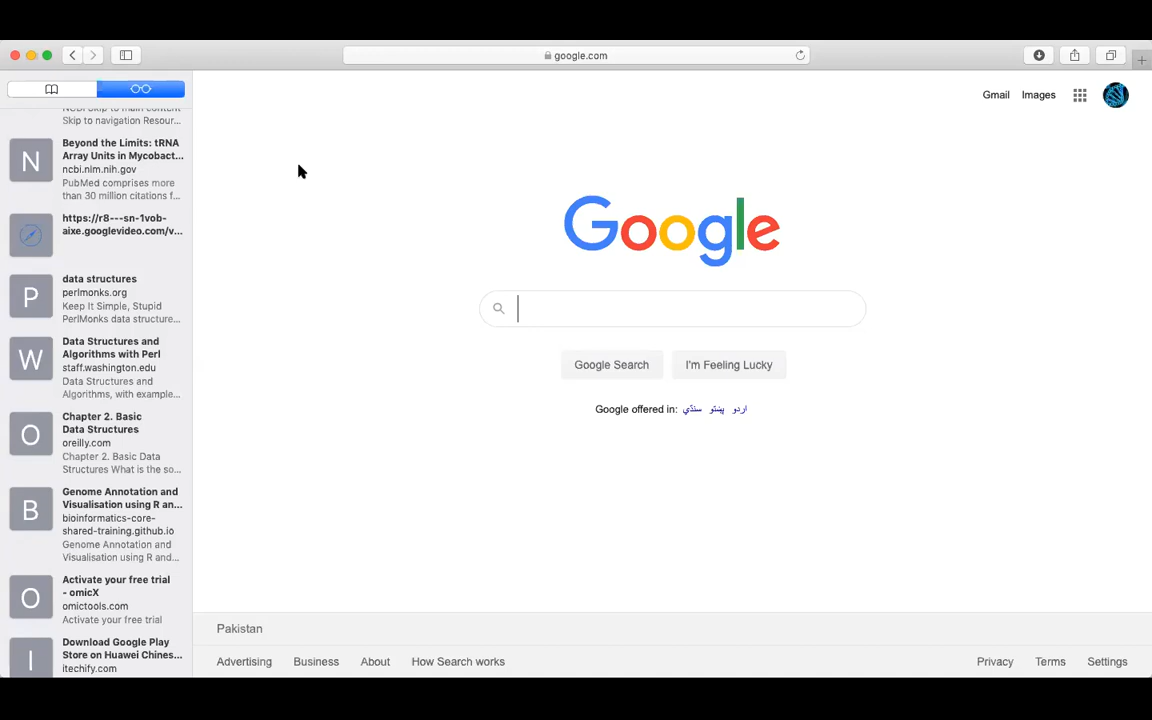 google.com
NCBI Skip to main content
Skip to navigation Resour...
N
Beyond the Limits: tRNA
Array Units in Mycobact...
ncbi.nlm.nih.gov
PubMed comprises more
than 30 million citations f...
https://r8---sn-1vob-
aixe.googlevideo.com/v...
P
data structures
perlmonks.org
Keep It Simple, Stupid
PerlMonks data structure...
W
Data Structures and
Algorithms with Perl
staff.washington.edu
Data Structures and
Algorithms, with example...
O
Chapter 2. Basic
Data Structures
oreilly.com
Chapter 2. Basic Data
Structures What is the so...
B
Genome Annotation and
Visualisation using R an...
bioinformatics-core-
shared-training.github.io
Genome Annotation and
Visualisation using R and...
O
Activate your free trial
- omicX
omictools.com
Activate your free trial
I
Download Google Play
Store on Huawei Chines...
itechify.com
Gmail Images
Google
Google Search I'm Feeling Lucky
Google offered in: اردو پښتو سنڌي
Pakistan
Advertising Business About How Search works
Privacy Terms Settings